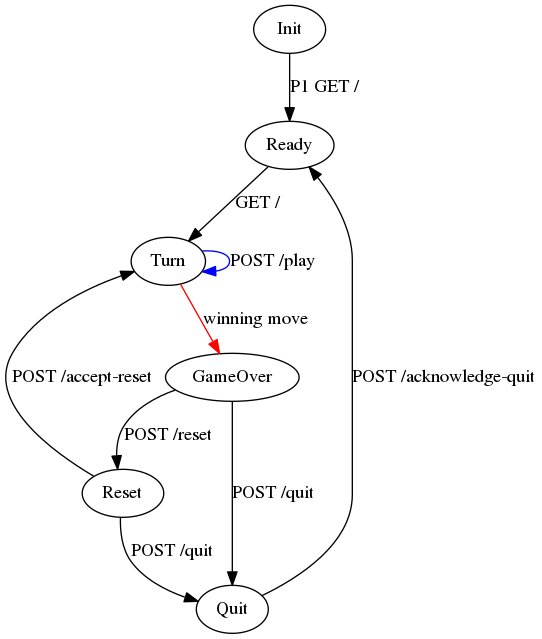 Init
P1 GET /
Ready
GET /
Turn
POST /play
winning move
POST /accept-reset
GameOver
POST /acknowledge-quit
POST /reset
Reset
POST /quit
POST /quit
Quit